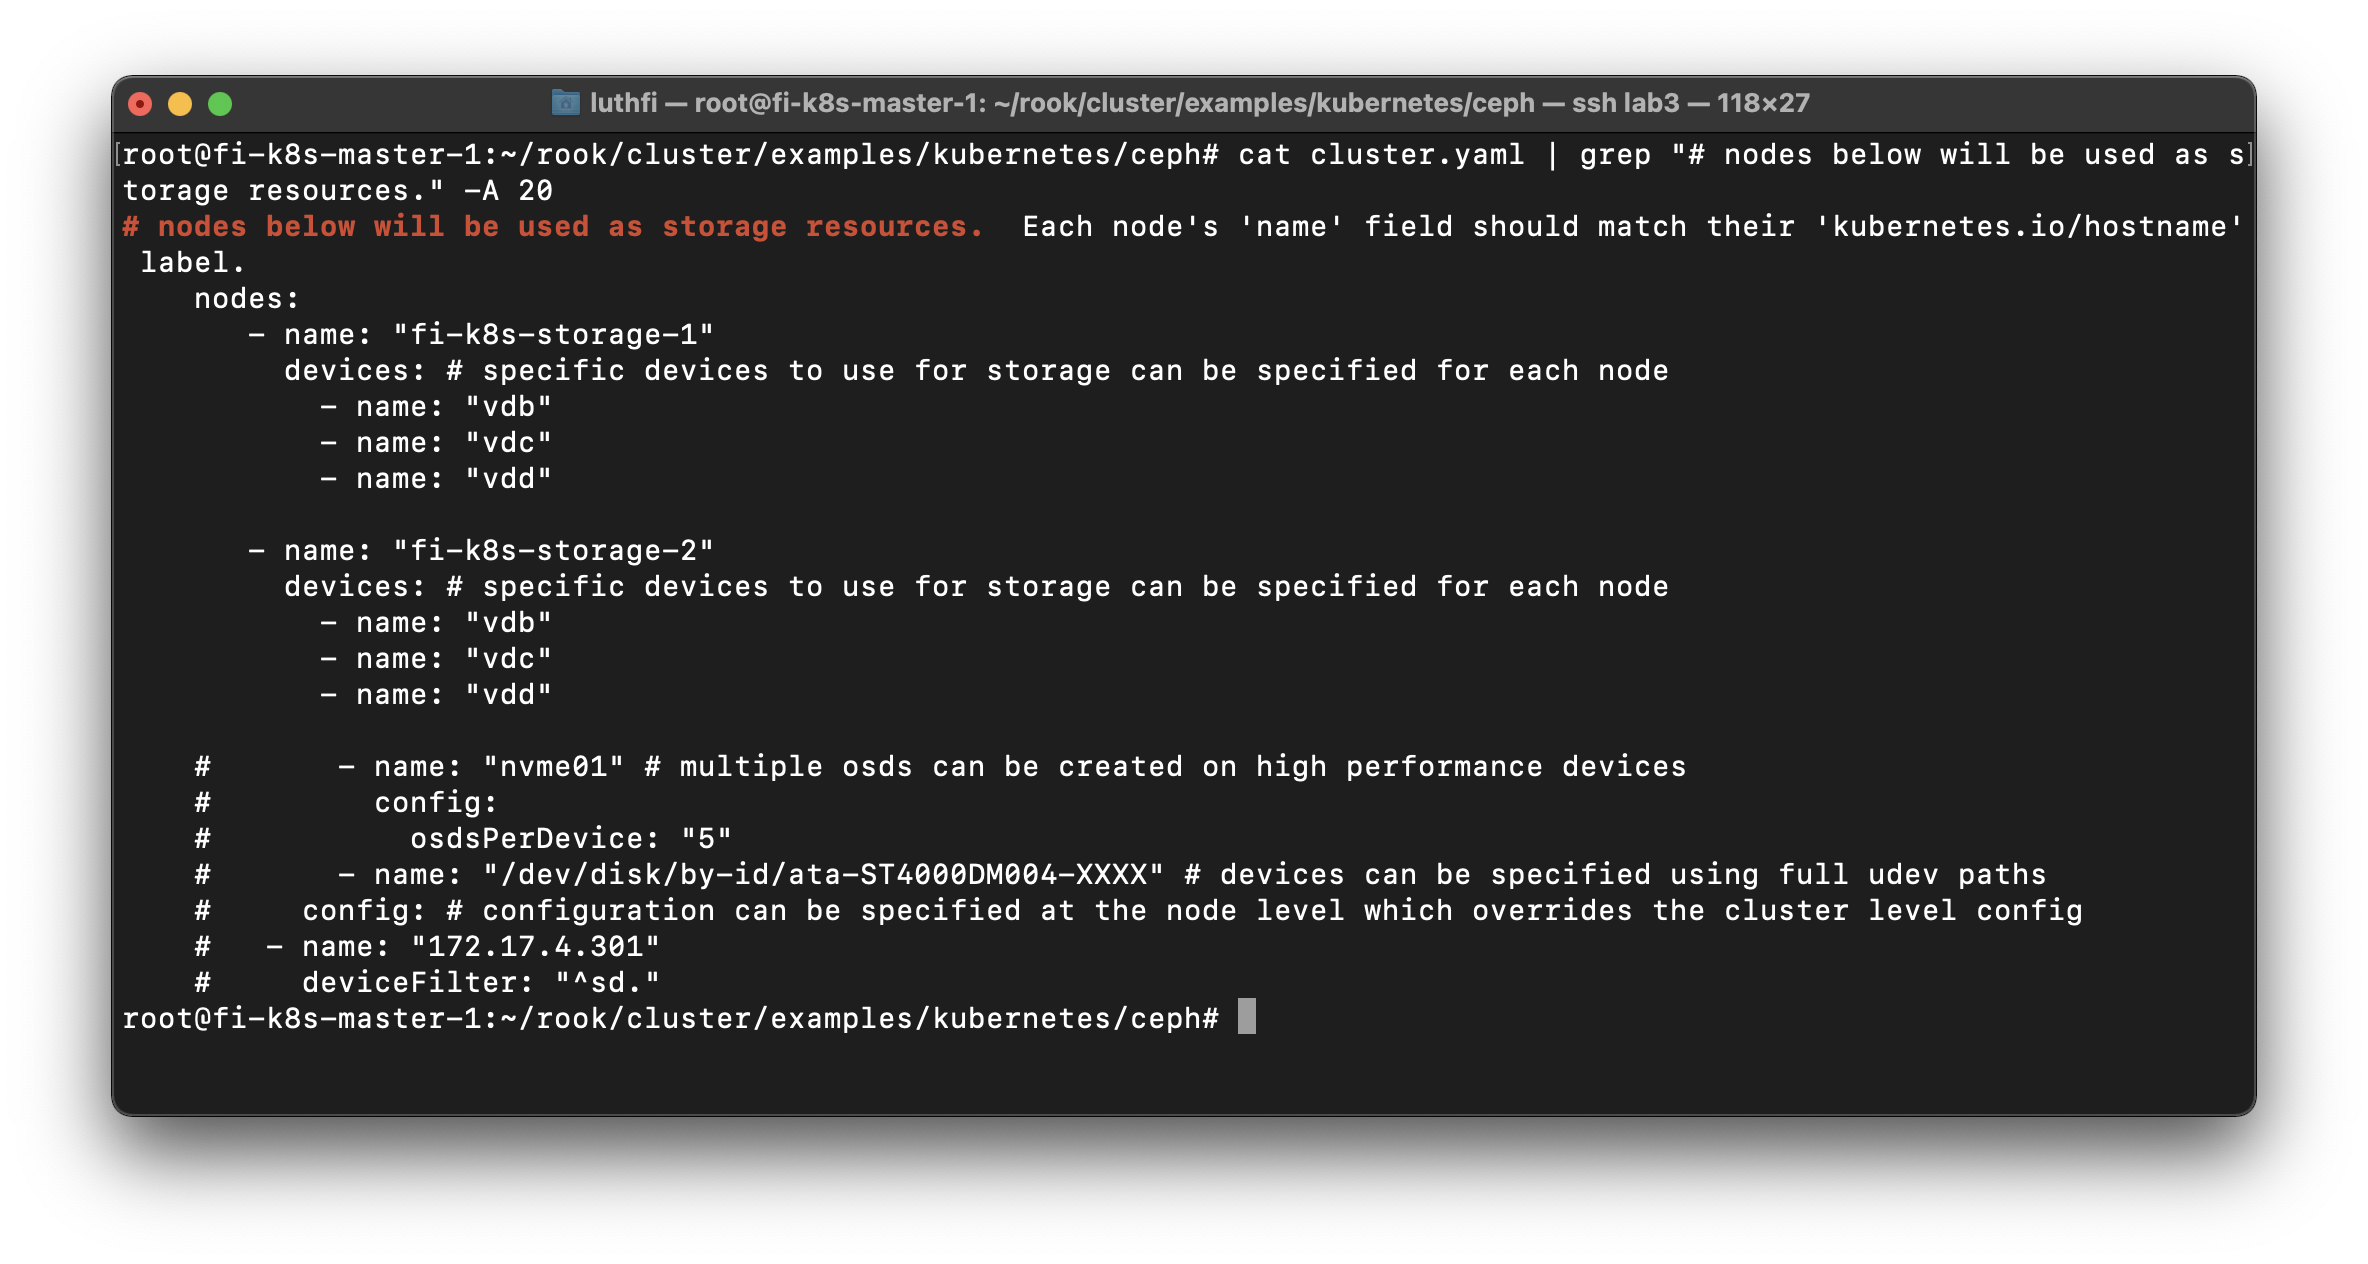 luthfi — root@fi-k8s-master-1: ~/rook/cluster/examples/kubernetes/ceph — ssh lab3 — 118×27
[root@fi-k8s-master-1:~/rook/cluster/examples/kubernetes/ceph# cat cluster.yaml | grep "# nodes below will be used as s]
torage resources." -A 20
# nodes below will be used as storage resources.  Each node's 'name' field should match their 'kubernetes.io/hostname'
 label.
    nodes:
       - name: "fi-k8s-storage-1"
         devices: # specific devices to use for storage can be specified for each node
           - name: "vdb"
           - name: "vdc"
           - name: "vdd"
       - name: "fi-k8s-storage-2"
         devices: # specific devices to use for storage can be specified for each node
           - name: "vdb"
           - name: "vdc"
           - name: "vdd"
    #       - name: "nvme01" # multiple osds can be created on high performance devices
    #         config:
    #           osdsPerDevice: "5"
    #       - name: "/dev/disk/by-id/ata-ST4000DM004-XXXX" # devices can be specified using full udev paths
    #     config: # configuration can be specified at the node level which overrides the cluster level config
    #   - name: "172.17.4.301"
    #     deviceFilter: "^sd."
root@fi-k8s-master-1:~/rook/cluster/examples/kubernetes/ceph#